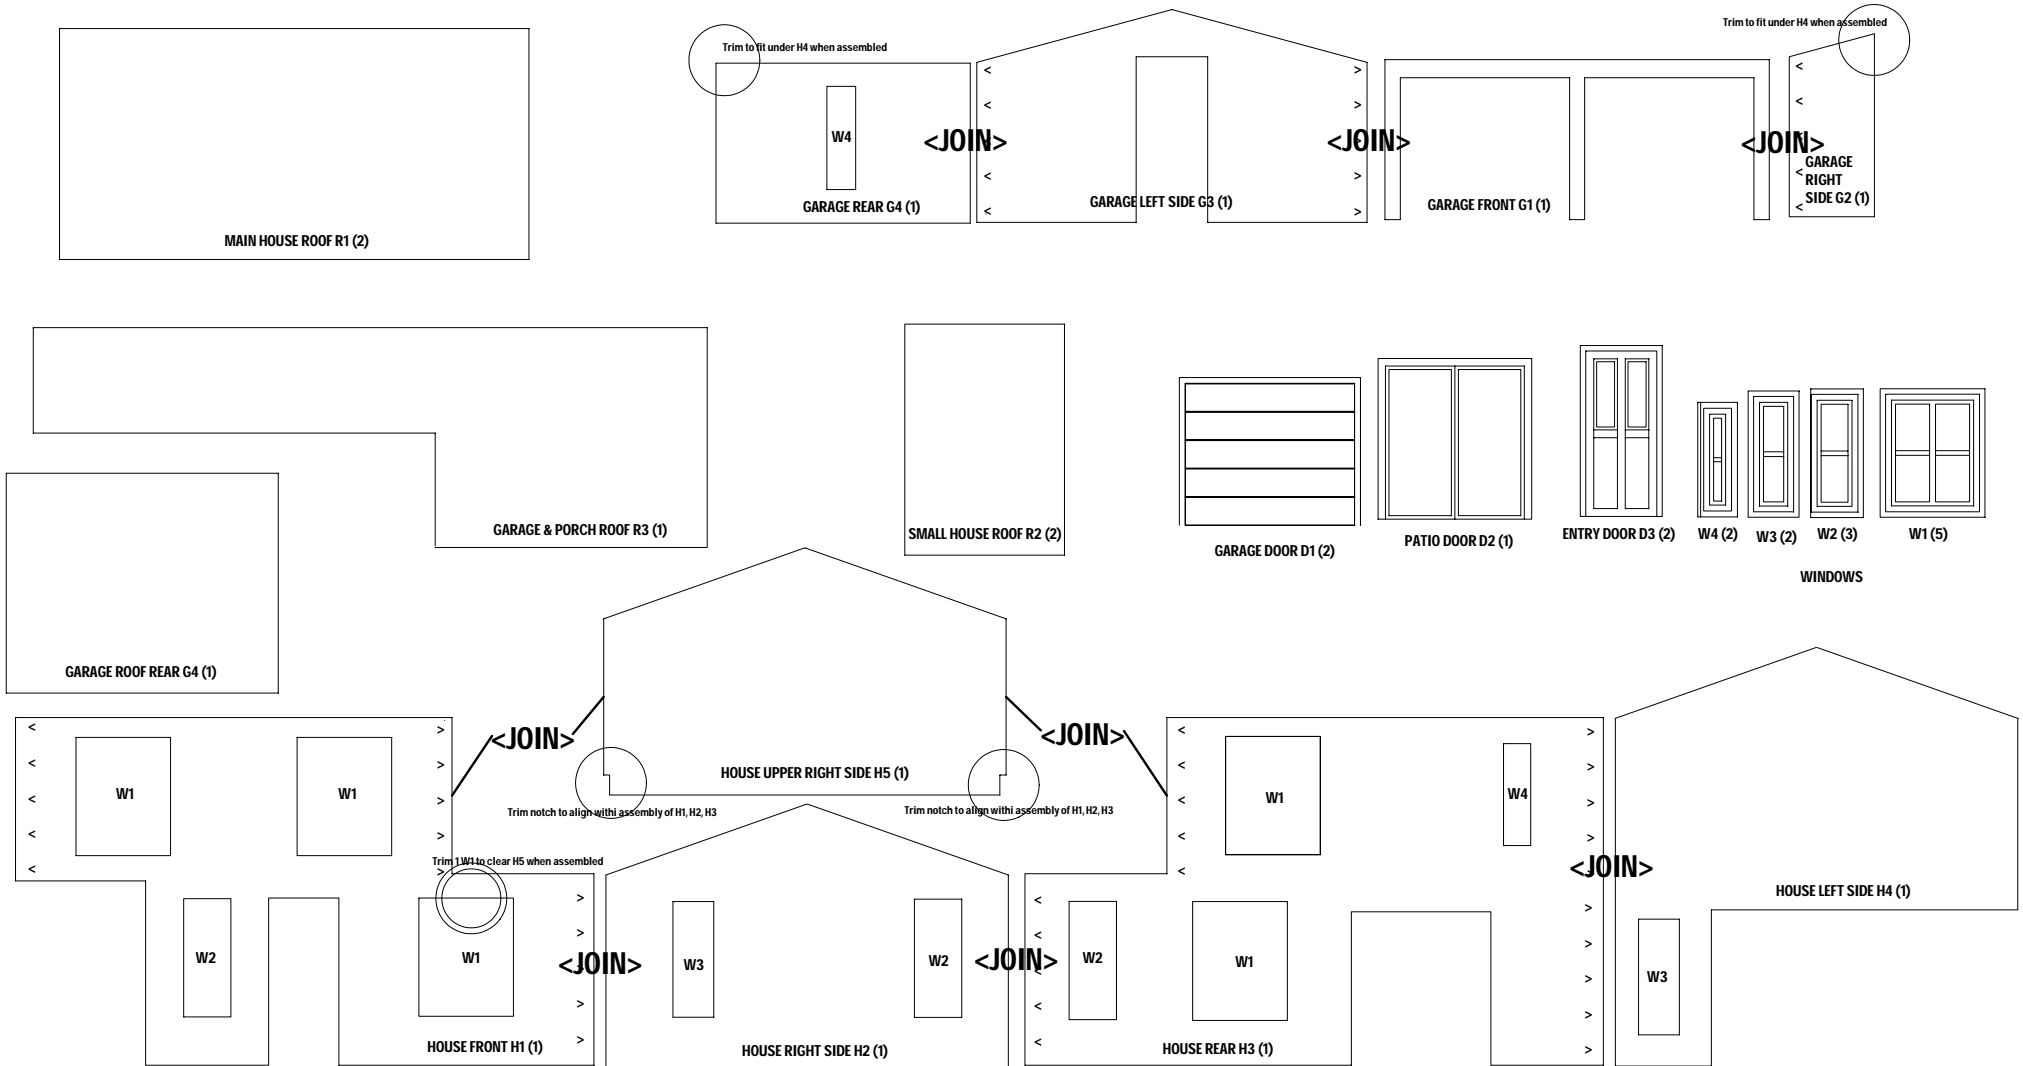 Trim to fit under H4 when assembled
Trim to fit under H4 when assembled
W4
<JOIN>
<JOIN>
<JOIN>
GARAGE
RIGHT
SIDE G2 (1)
GARAGE REAR G4 (1)
GARAGE LEFT SIDE G3 (1)
GARAGE FRONT G1 (1)
MAIN HOUSE ROOF R1 (2)
GARAGE & PORCH ROOF R3 (1)
SMALL HOUSE ROOF R2 (2)
GARAGE DOOR D1 (2)
PATIO DOOR D2 (1)
ENTRY DOOR D3 (2)
W4 (2)
W3 (2)
W2 (3)
W1 (5)
WINDOWS
GARAGE ROOF REAR G4 (1)
<JOIN>
<JOIN>
HOUSE UPPER RIGHT SIDE H5 (1)
Trim notch to align withi assembly of H1, H2, H3
Trim notch to align withi assembly of H1, H2, H3
W1
W1
W1
W4
Trim 1 W1 to clear H5 when assembled
<JOIN>
HOUSE LEFT SIDE H4 (1)
W2
W1
<JOIN>
W3
W2
<JOIN>
W2
W1
W3
HOUSE FRONT H1 (1)
HOUSE RIGHT SIDE H2 (1)
HOUSE REAR H3 (1)